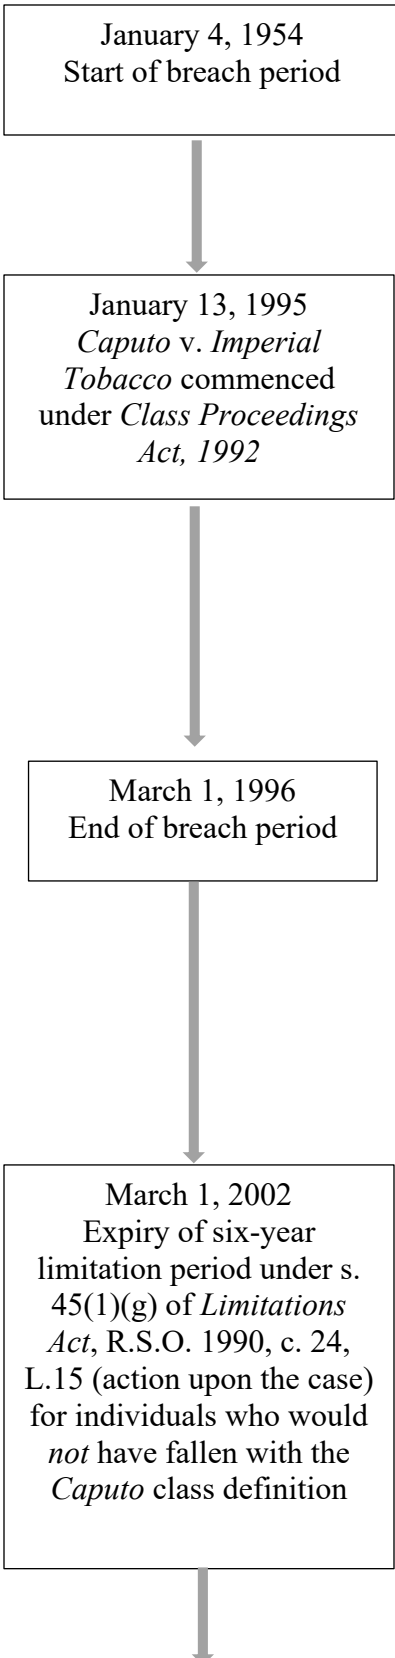 January 4, 1954
Start of breach period
January 13, 1995
Caputo v. Imperial
Tobacco commenced
under Class Proceedings
Act, 1992
March 1, 1996
End of breach period
March 1, 2002
Expiry of six-year
limitation period under s.
45(1)(g) of Limitations
Act, R.S.O. 1990, c. 24,
L.15 (action upon the case)
for individuals who would
not have fallen with the
Caputo class definition